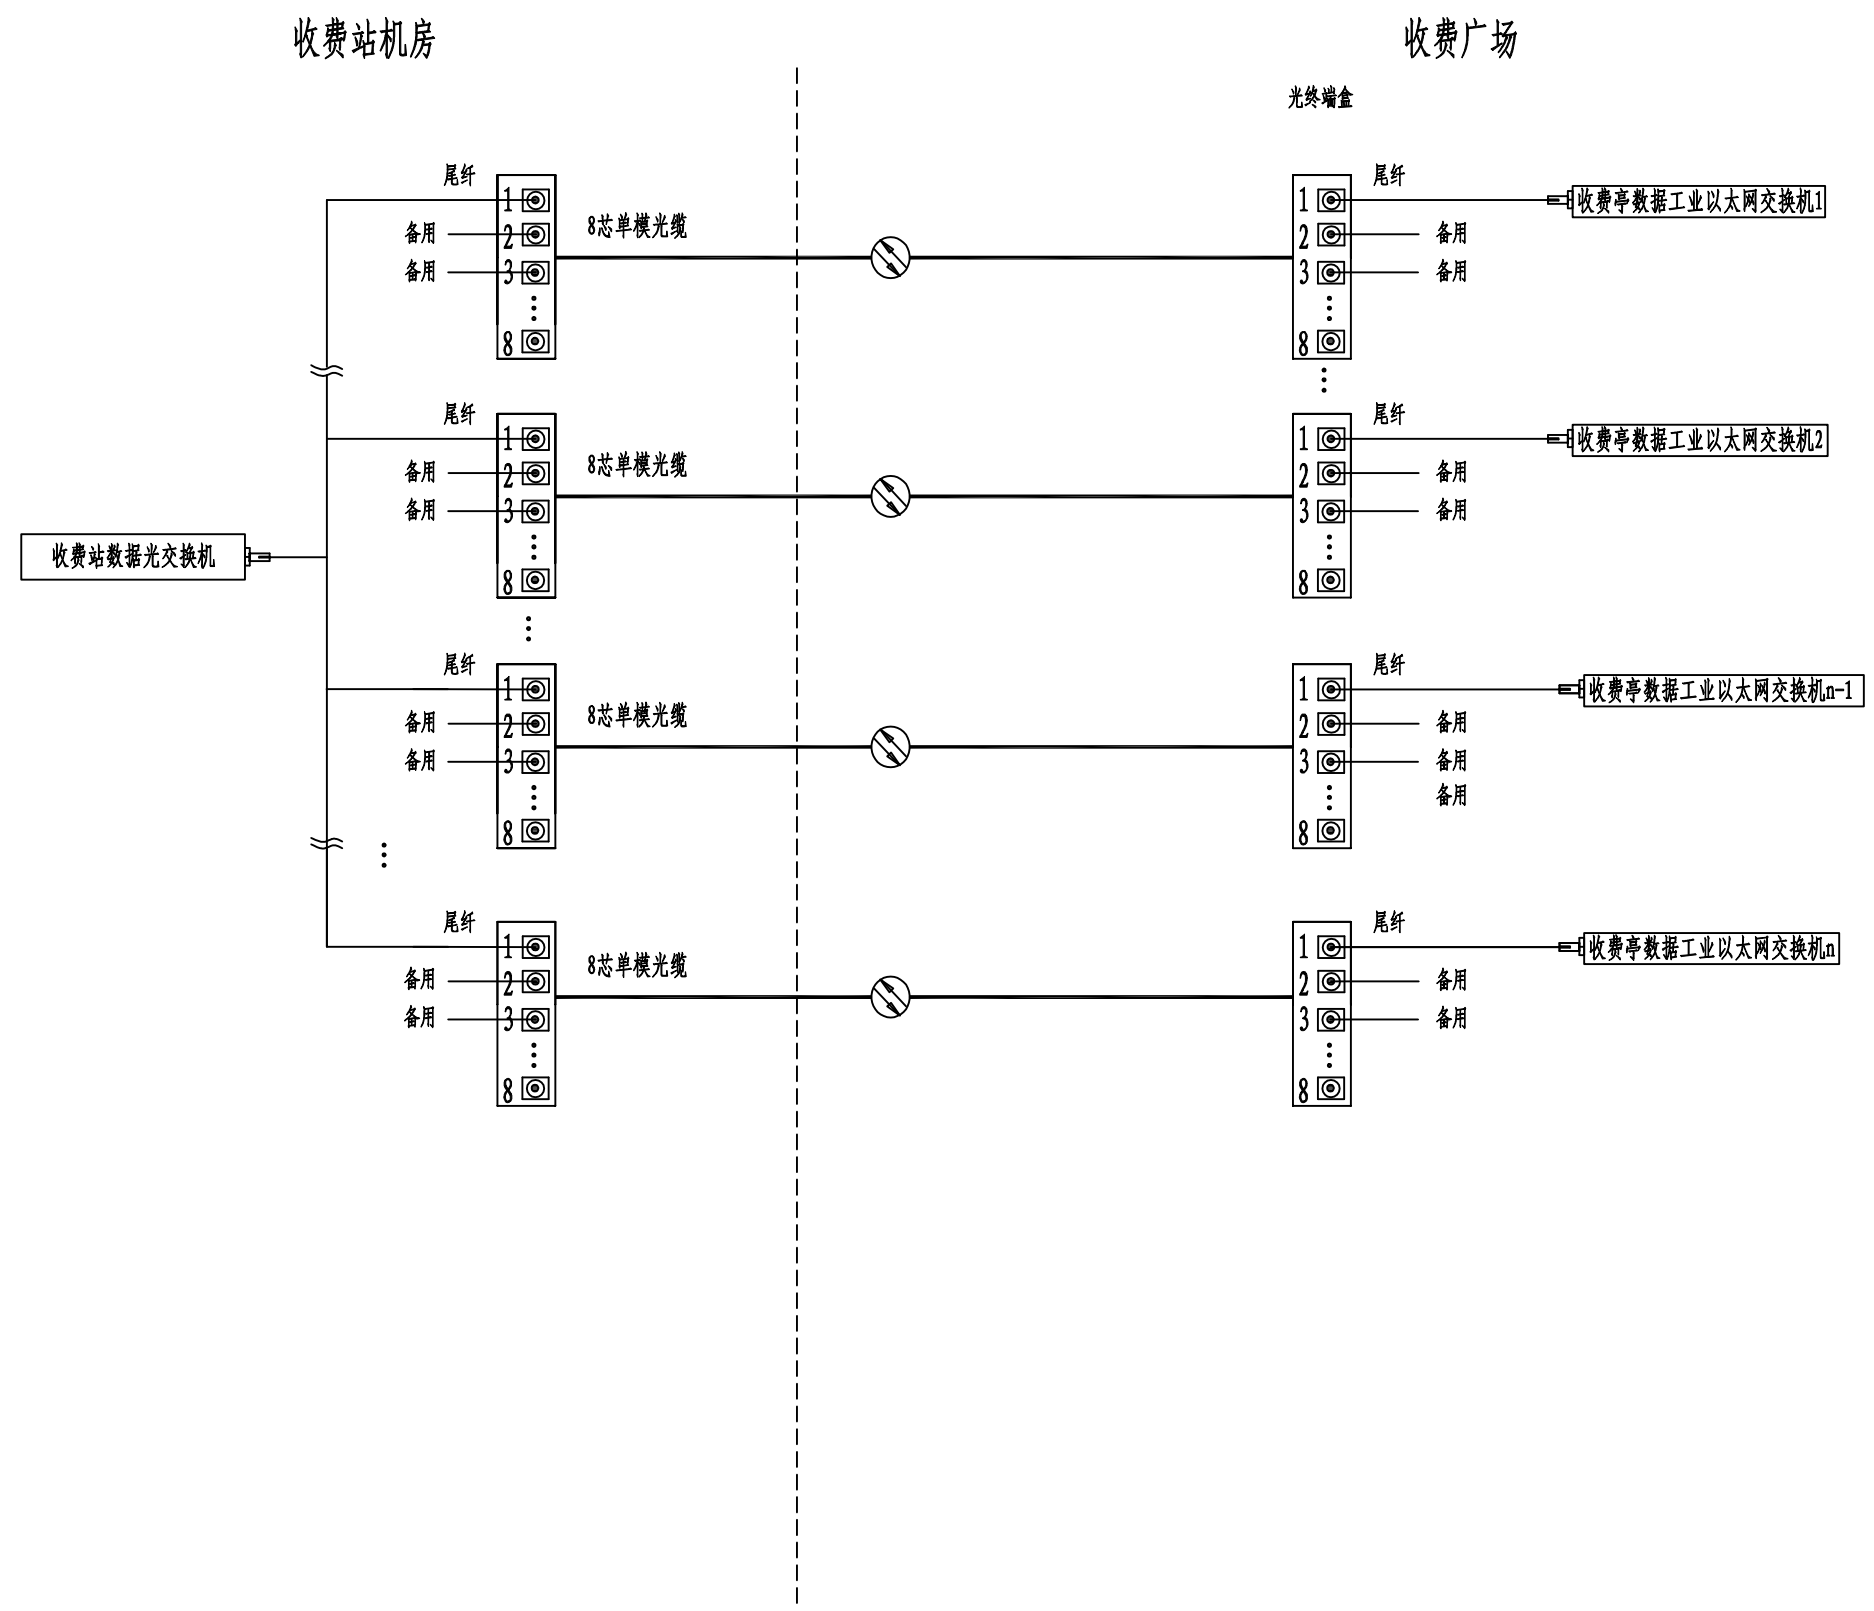 收费站机房
收费广场
光终端盒
尾纤
1
备用
2
备用
3
8
8芯单模光缆
1
2
3
8
尾纤
备用
备用
收费亭数据工业以太网交换机1
尾纤
1
备用
2
备用
3
8
8芯单模光缆
1
2
3
8
尾纤
备用
备用
收费亭数据工业以太网交换机2
收费站数据光交换机
尾纤
1
备用
2
备用
3
8
8芯单模光缆
1
2
3
8
尾纤
备用
备用
备用
收费亭数据工业以太网交换机n-1
尾纤
1
备用
2
备用
3
8
8芯单模光缆
1
2
3
8
尾纤
备用
备用
收费亭数据工业以太网交换机n